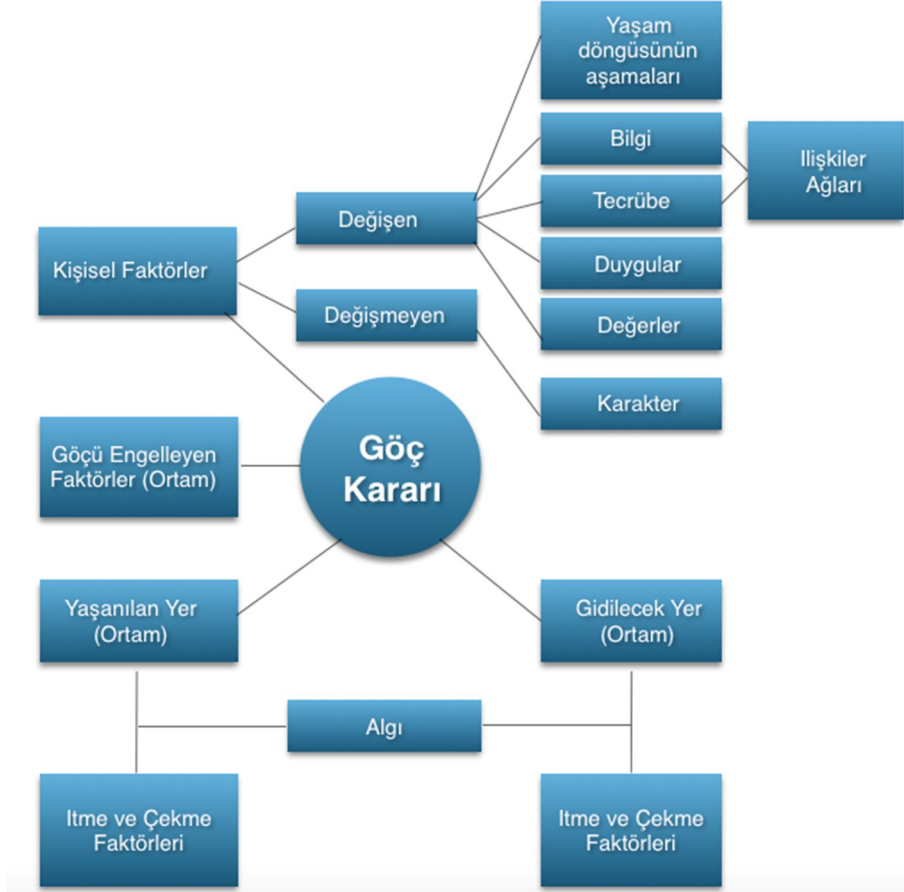 Yaşam
döngüsünün
aşamaları
Bilgi
Ilişkiler
Ağları
Tecrübe
Değişen
Kişisel Faktörler
Duygular
Değişmeyen
Değerler
Karakter
Göç
Kararı
Göçü Engelleyen
Faktörler (Ortam)
Yaşanılan Yer
(Ortam)
Gidilecek Yer
(Ortam)
Algı
Itme ve Çekme
Faktörleri
Itme ve Çekme
Faktörleri